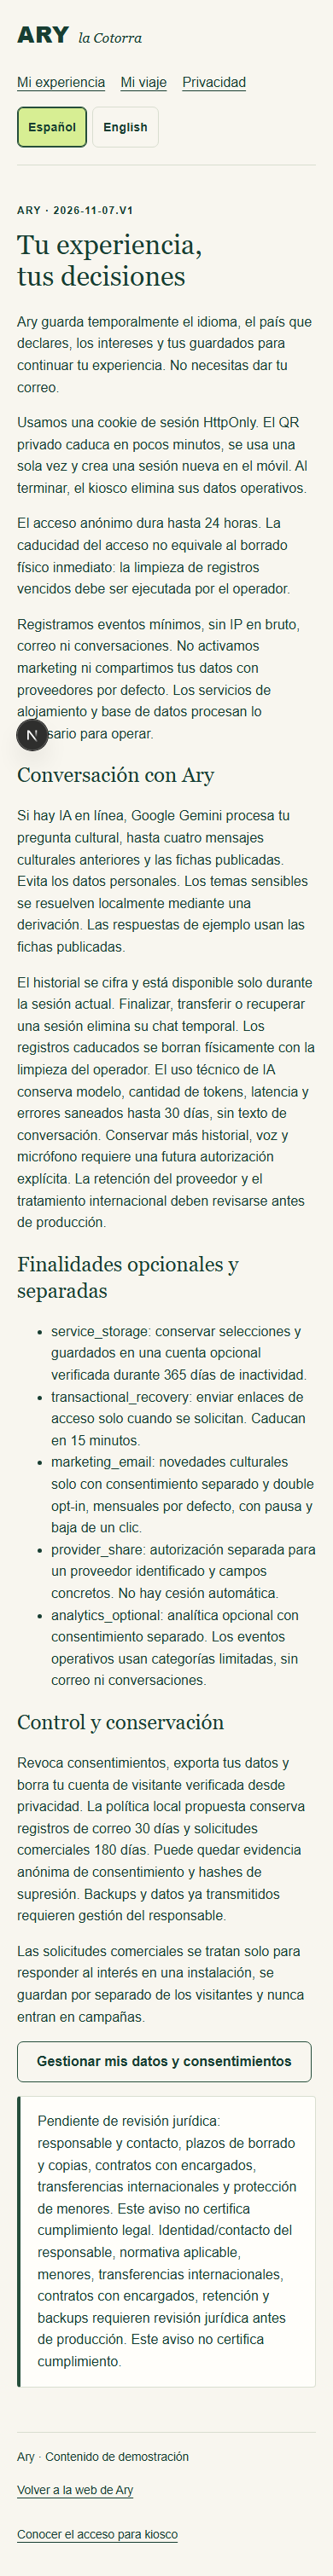 ARY la Cotorra
Mi experiencia Mi viaje Privacidad
Español English
ARY · 2026-11-07.V1
Tu experiencia,
tus decisiones
Ary guarda temporalmente el idioma, el país que
declares, los intereses y tus guardados para
continuar tu experiencia. No necesitas dar tu
correo.
Usamos una cookie de sesión HttpOnly. El QR
privado caduca en pocos minutos, se usa una
sola vez y crea una sesión nueva en el móvil. Al
terminar, el kiosco elimina sus datos operativos.
El acceso anónimo dura hasta 24 horas. La
caducidad del acceso no equivale al borrado
físico inmediato: la limpieza de registros
vencidos debe ser ejecutada por el operador.
Registramos eventos mínimos, sin IP en bruto,
correo ni conversaciones. No activamos
marketing ni compartimos tus datos con
proveedores por defecto. Los servicios de
alojamiento y base de datos procesan lo
sario para operar.
Conversación con Ary
Si hay IA en línea, Google Gemini procesa tu
pregunta cultural, hasta cuatro mensajes
culturales anteriores y las fichas publicadas.
Evita los datos personales. Los temas sensibles
se resuelven localmente mediante una
derivación. Las respuestas de ejemplo usan las
fichas publicadas.
El historial se cifra y está disponible solo durante
la sesión actual. Finalizar, transferir o recuperar
una sesión elimina su chat temporal. Los
registros caducados se borran físicamente con la
limpieza del operador. El uso técnico de IA
conserva modelo, cantidad de tokens, latencia y
errores saneados hasta 30 días, sin texto de
conversación. Conservar más historial, voz y
micrófono requiere una futura autorización
explícita. La retención del proveedor y el
tratamiento internacional deben revisarse antes
de producción.
Finalidades opcionales y
separadas
• service_storage: conservar selecciones y
guardados en una cuenta opcional
verificada durante 365 días de inactividad.
• transactional_recovery: enviar enlaces de
acceso solo cuando se solicitan. Caducan
en 15 minutos.
• marketing_email: novedades culturales
solo con consentimiento separado y double
opt-in, mensuales por defecto, con pausa y
baja de un clic.
• provider_share: autorización separada para
un proveedor identificado y campos
concretos. No hay cesión automática.
• analytics_optional: analítica opcional con
consentimiento separado. Los eventos
operativos usan categorías limitadas, sin
correo ni conversaciones.
Control y conservación
Revoca consentimientos, exporta tus datos y
borra tu cuenta de visitante verificada desde
privacidad. La política local propuesta conserva
registros de correo 30 días y solicitudes
comerciales 180 días. Puede quedar evidencia
anónima de consentimiento y hashes de
supresión. Backups y datos ya transmitidos
requieren gestión del responsable.
Las solicitudes comerciales se tratan solo para
responder al interés en una instalación, se
guardan por separado de los visitantes y nunca
entran en campañas.
Gestionar mis datos y consentimientos
Pendiente de revisión jurídica:
responsable y contacto, plazos de borrado
y copias, contratos con encargados,
transferencias internacionales y protección
de menores. Este aviso no certifica
cumplimiento legal. Identidad/contacto del
responsable, normativa aplicable,
menores, transferencias internacionales,
contratos con encargados, retención y
backups requieren revisión jurídica antes
de producción. Este aviso no certifica
cumplimiento.
Ary · Contenido de demostración
Volver a la web de Ary
Conocer el acceso para kiosco